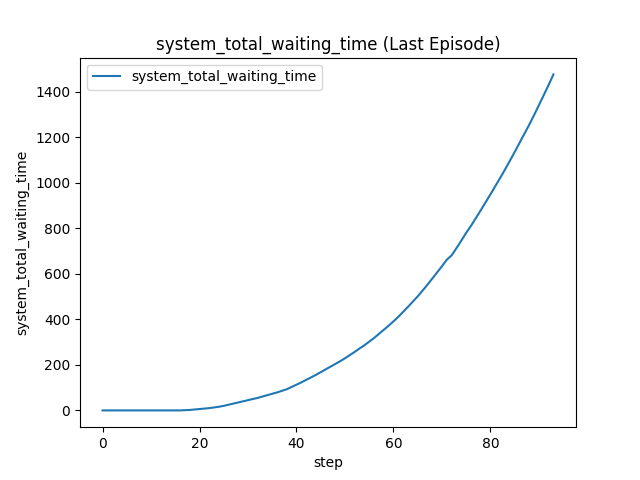 system_total_waiting_time (Last Episode)
system_total_waiting_time
system_total_waiting_time
1400
1200
1000
800
600
400
200
0
0 20 40 60 80
step